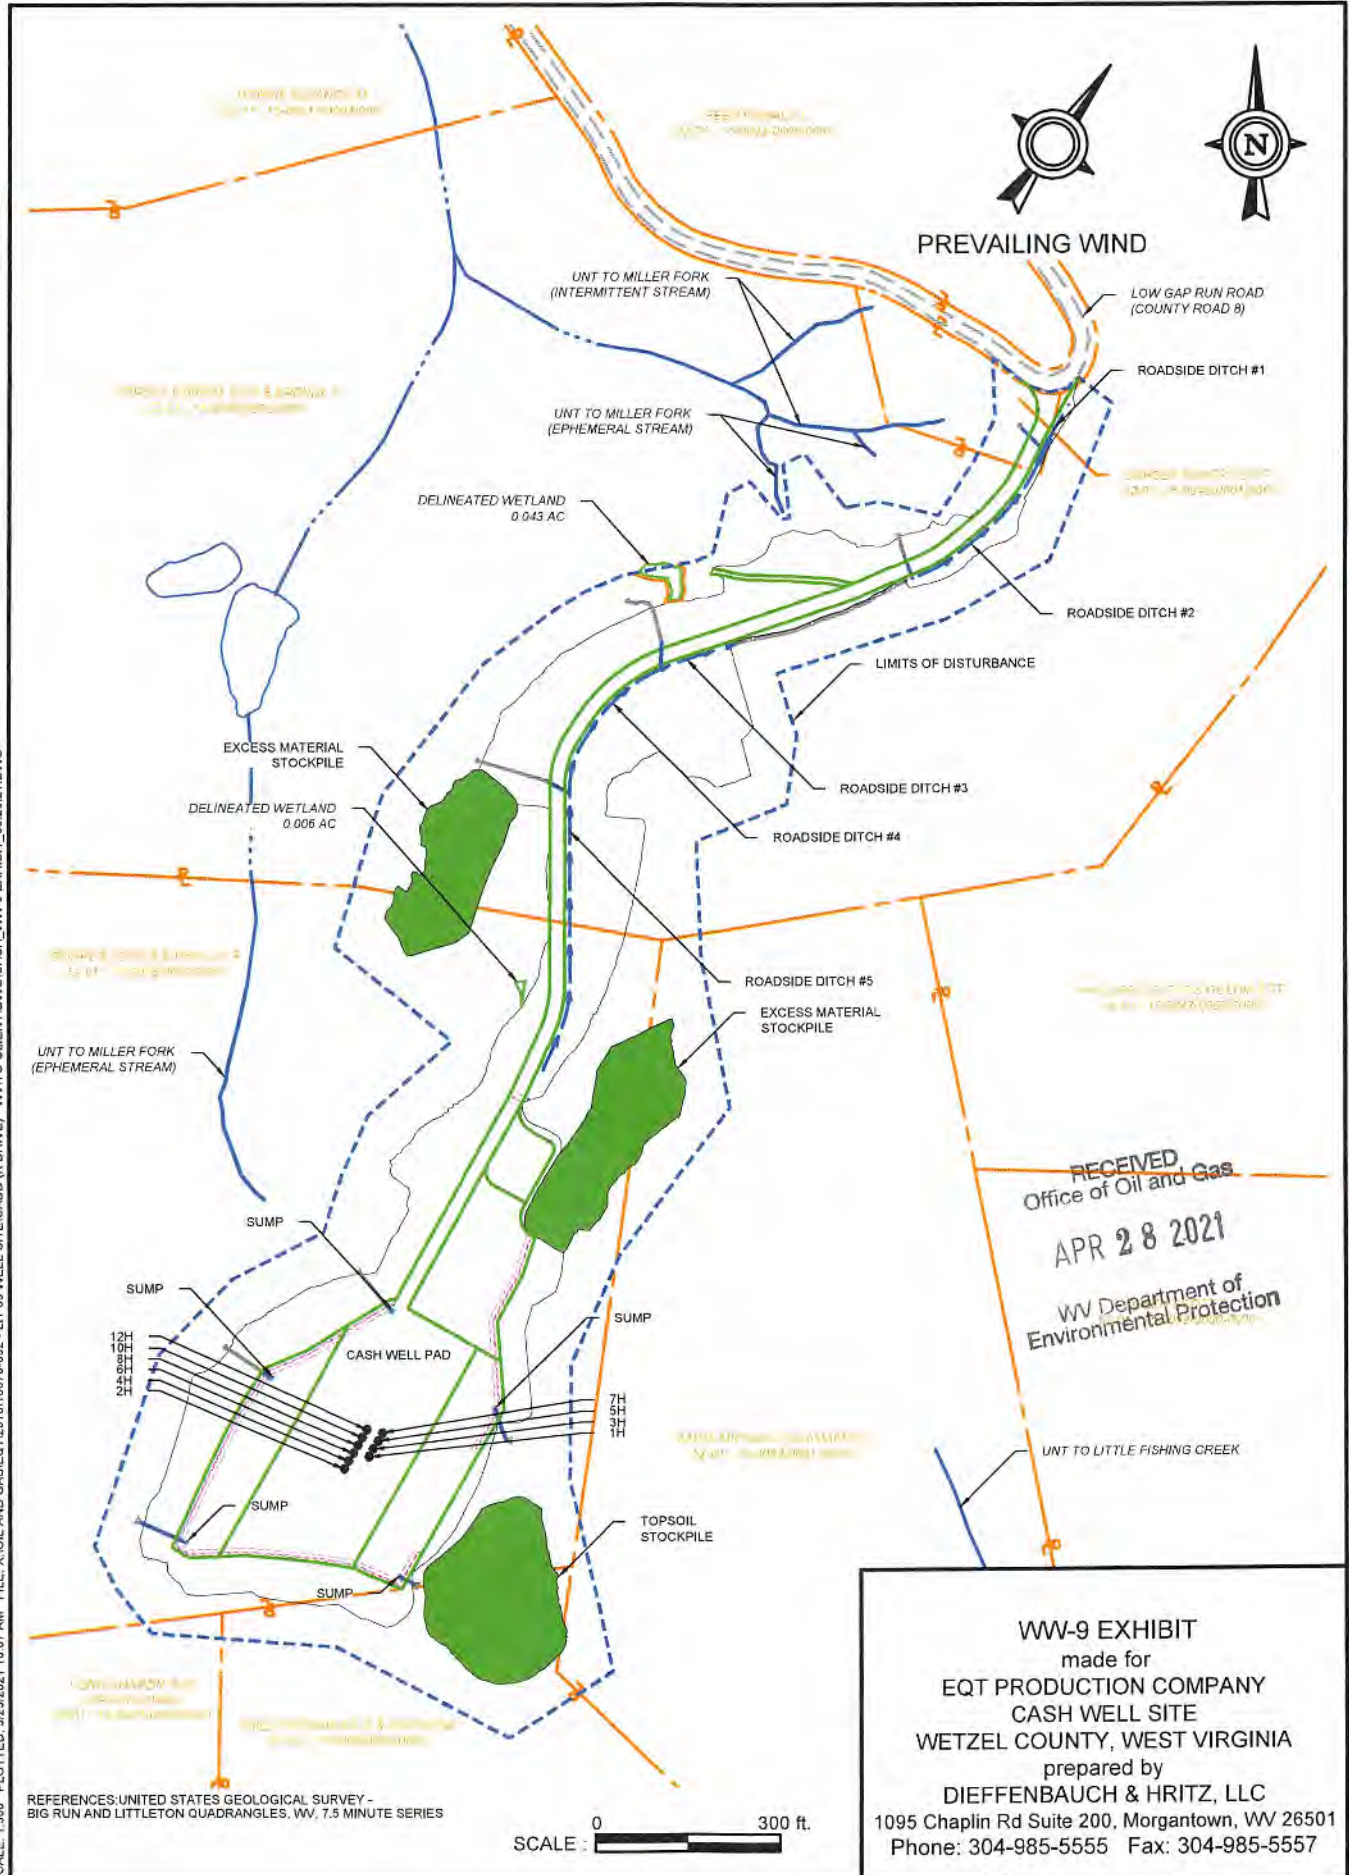 N
PREVAILING WIND
UNT TO MILLER FORK
(INTERMITTENT STREAM)
LOW GAP RUN ROAD
(COUNTY ROAD 8)
ROADSIDE DITCH #1
UNT TO MILLER FORK
(EPHEMERAL STREAM)
DELINEATED WETLAND
0.043 AC
ROADSIDE DITCH #2
LIMITS OF DISTURBANCE
EXCESS MATERIAL
STOCKPILE
ROADSIDE DITCH #3
DELINEATED WETLAND
0.006 AC
ROADSIDE DITCH #4
ROADSIDE DITCH #5
EXCESS MATERIAL
STOCKPILE
UNT TO MILLER FORK
(EPHEMERAL STREAM)
RECEIVED
Office of Oil and Gas
APR 28 2021
WV Department of
Environmental Protection
SUMP
SUMP
SUMP
12H
10H
8H
6H
4H
2H
CASH WELL PAD
7H
5H
3H
1H
UNT TO LITTLE FISHING CREEK
SUMP
TOPSOIL
STOCKPILE
SUMP
WW-9 EXHIBIT
made for
EQT PRODUCTION COMPANY
CASH WELL SITE
WETZEL COUNTY, WEST VIRGINIA
prepared by
DIEFFENBAUCH & HRITZ, LLC
1095 Chaplin Rd Suite 200, Morgantown, WV 26501
Phone: 304-985-5555 Fax: 304-985-5557
REFERENCES:UNITED STATES GEOLOGICAL SURVEY -
BIG RUN AND LITTLETON QUADRANGLES, WV, 7.5 MINUTE SERIES
SCALE :
0 300 ft.